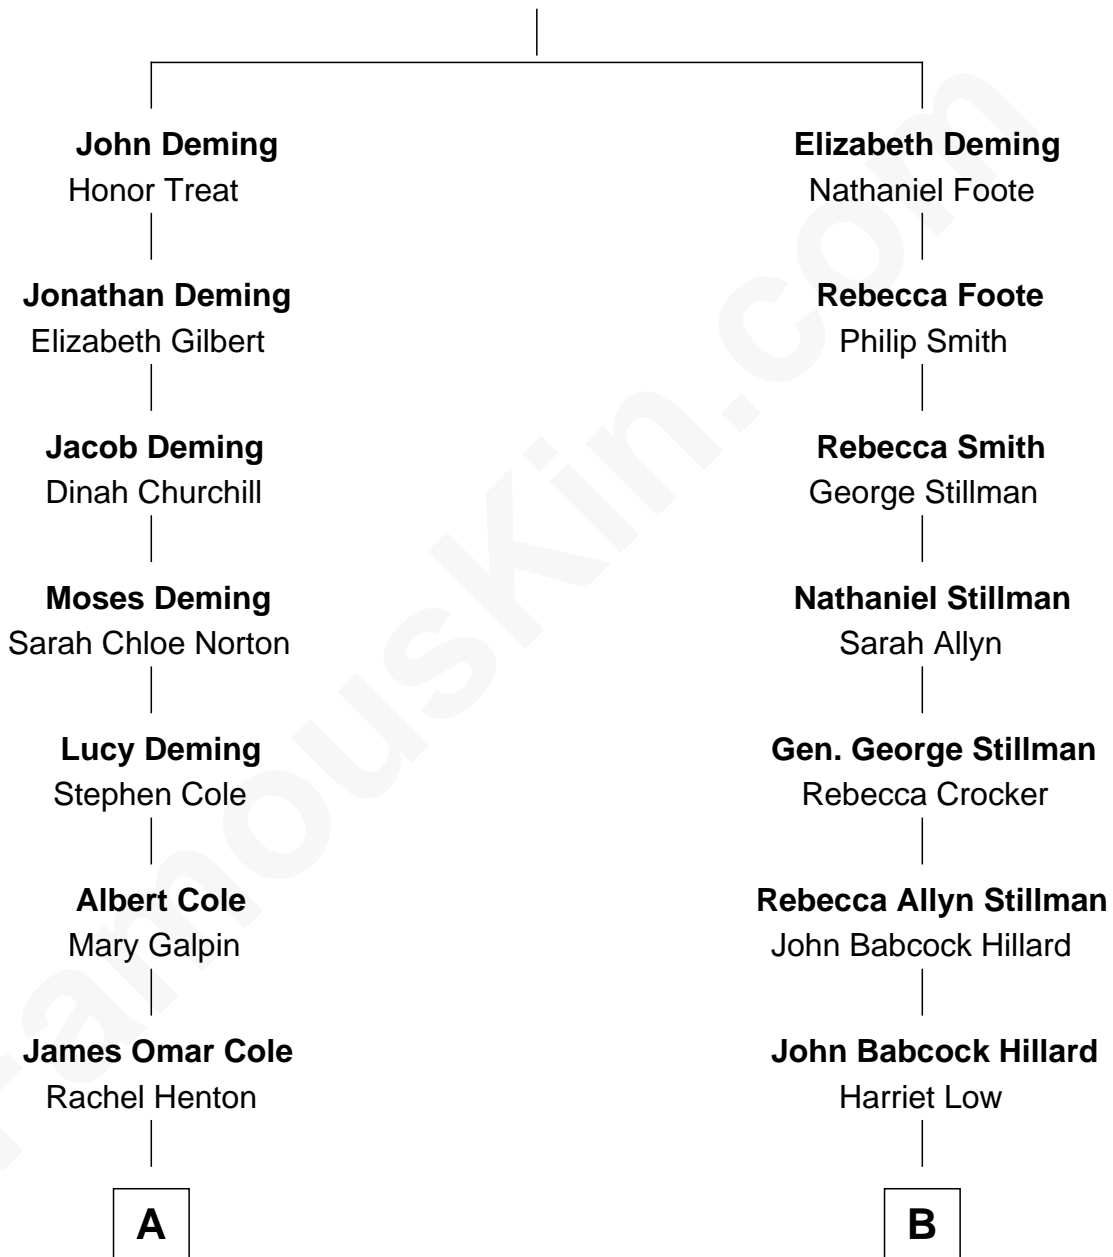 John Deming
Honor Treat
Elizabeth Deming
Nathaniel Foote
Jonathan Deming
Elizabeth Gilbert
Rebecca Foote
Philip Smith
Jacob Deming
Dinah Churchill
Rebecca Smith
George Stillman
Moses Deming
Sarah Chloe Norton
Nathaniel Stillman
Sarah Allyn
Lucy Deming
Stephen Cole
Gen. George Stillman
Rebecca Crocker
Albert Cole
Mary Galpin
Rebecca Allyn Stillman
John Babcock Hillard
James Omar Cole
Rachel Henton
John Babcock Hillard
Harriet Low
A
B
FamousKin.com